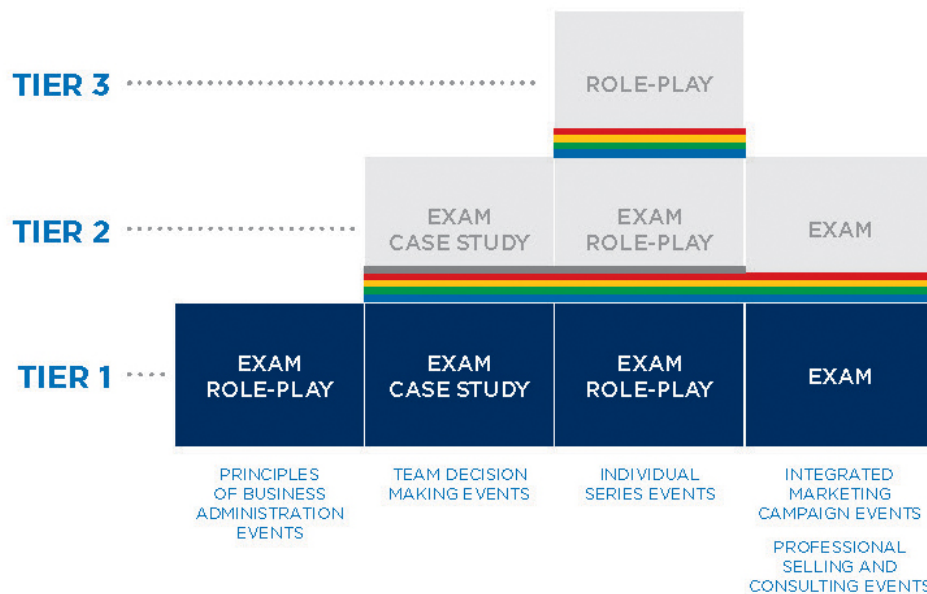 TIER 3
ROLE-PLAY
TIER 2
EXAM
CASE STUDY
EXAM
ROLE-PLAY
EXAM
TIER 1
EXAM
ROLE-PLAY
EXAM
CASE STUDY
EXAM
ROLE-PLAY
EXAM
PRINCIPLES
OF BUSINESS
ADMINISTRATION
EVENTS
TEAM DECISION
MAKING EVENTS
INDIVIDUAL
SERIES EVENTS
INTEGRATED
MARKETING
CAMPAIGN EVENTS
PROFESSIONAL
SELLING AND
CONSULTING EVENTS